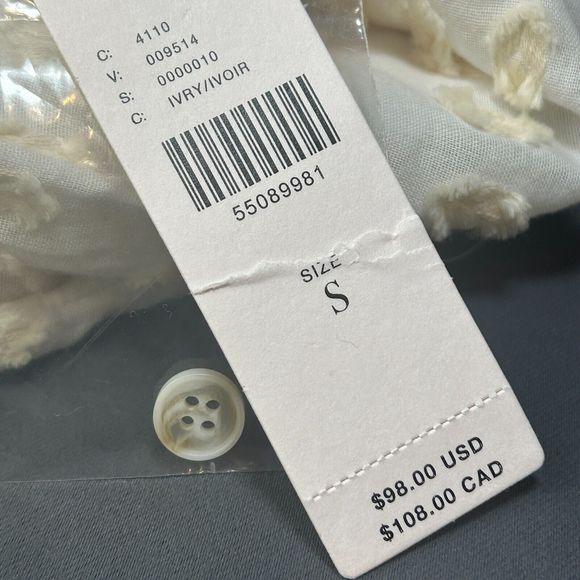 C: 4110
V: 009514
S: 0000010
C: IVRY/IVOIR
55089981
SIZE
S
$98.00 USD
$108.00 CAD